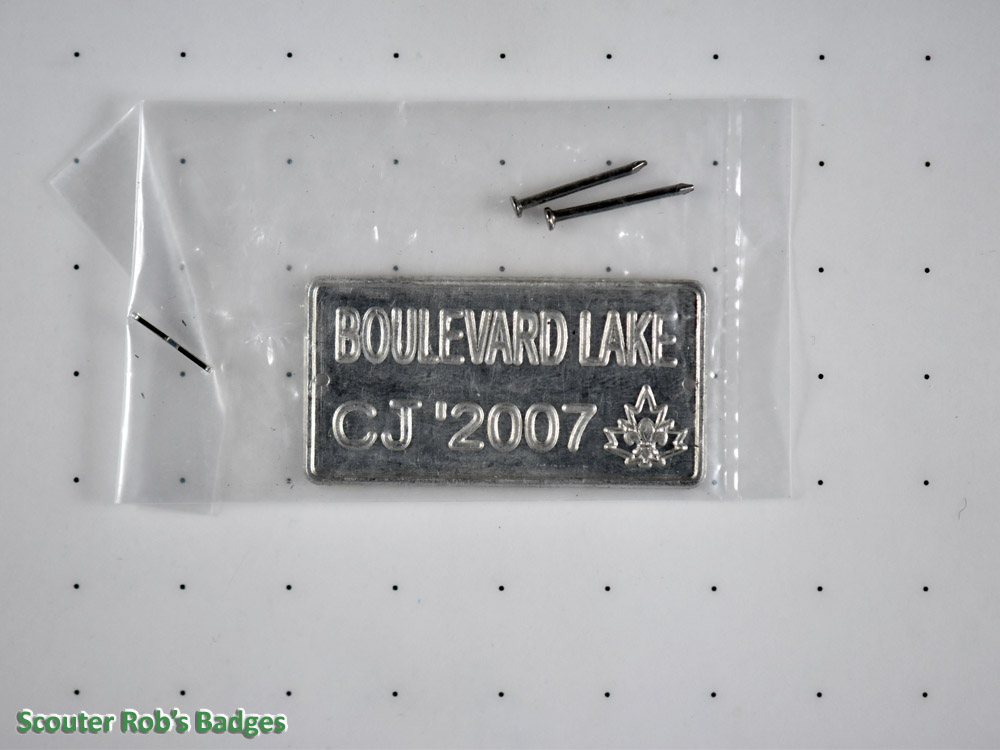 BOULEVARD LAKE
CJ '2007
Scouter Rob's Badges